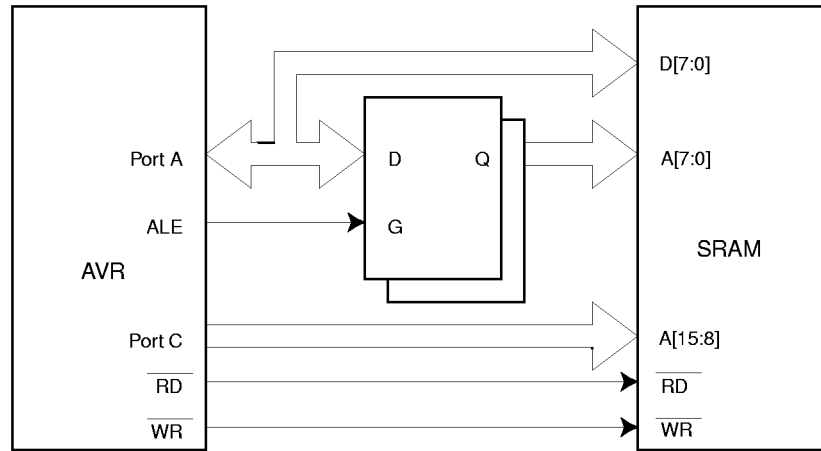 D[7:0]
Port A
D
Q
A[7:0]
ALE
G
AVR
SRAM
Port C
A[15:8]
RD
RD
WR
WR